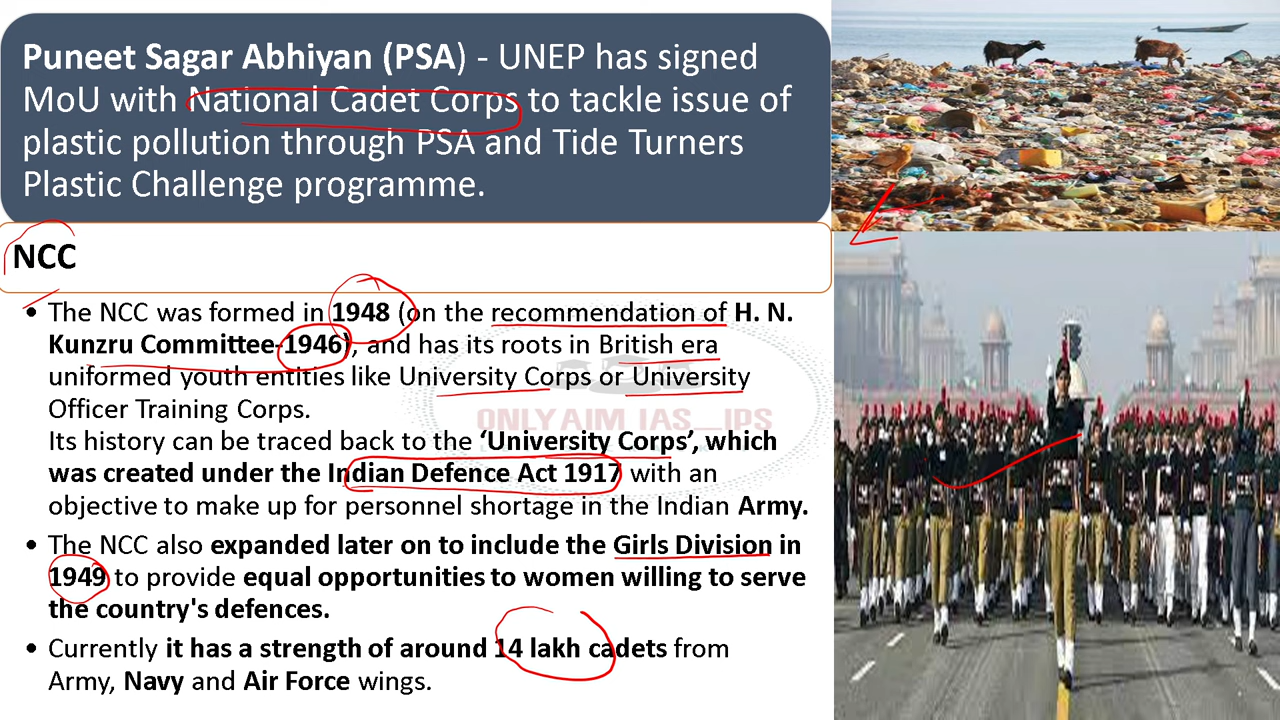 Puneet Sagar Abhiyan (PSA) - UNEP has signed
MoU with National Cadet Corps to tackle issue of
plastic pollution through PSA and Tide Turners
Plastic Challenge programme.
NCC
• The NCC was formed in 1948 (on the recommendation of H. N.
Kunzru Committee-1946), and has its roots in British era
uniformed youth entities like University Corps or University
Officer Training Corps.
Its history can be traced back to the ‘University Corps’, which
was created under the Indian Defence Act 1917 with an
objective to make up for personnel shortage in the Indian Army.
• The NCC also expanded later on to include the Girls Division in
1949 to provide equal opportunities to women willing to serve
the country's defences.
• Currently it has a strength of around 14 lakh cadets from
Army, Navy and Air Force wings.
ONLYAIM IAS_IPS